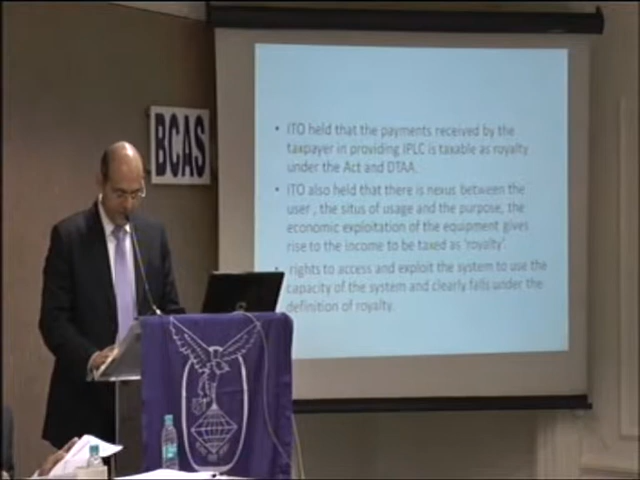 BCAS
• ITO held that the payments received by the
taxpayer in providing IPLC is taxable as royalty
under the Act and DTAA.
• ITO also held that there is nexus between the
user , the situs of usage and the purpose, the
economic exploitation of the equipment gives
rise to the income to be taxed as 'royalty'.
• rights to access and exploit the system to use the
capacity of the system and clearly falls under the
definition of royalty.